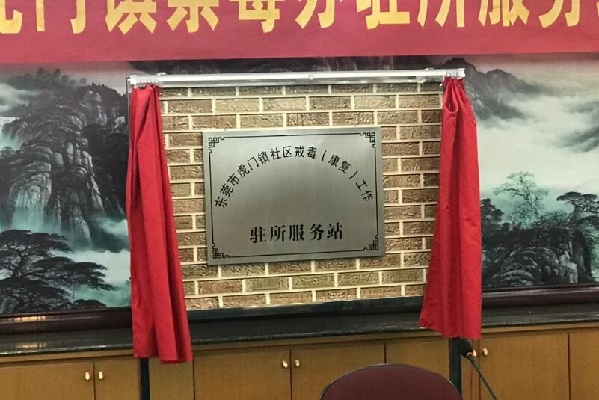 虎门镇禁毒办驻所服务
东莞市虎门镇社区戒毒（康复）工作
驻所服务站